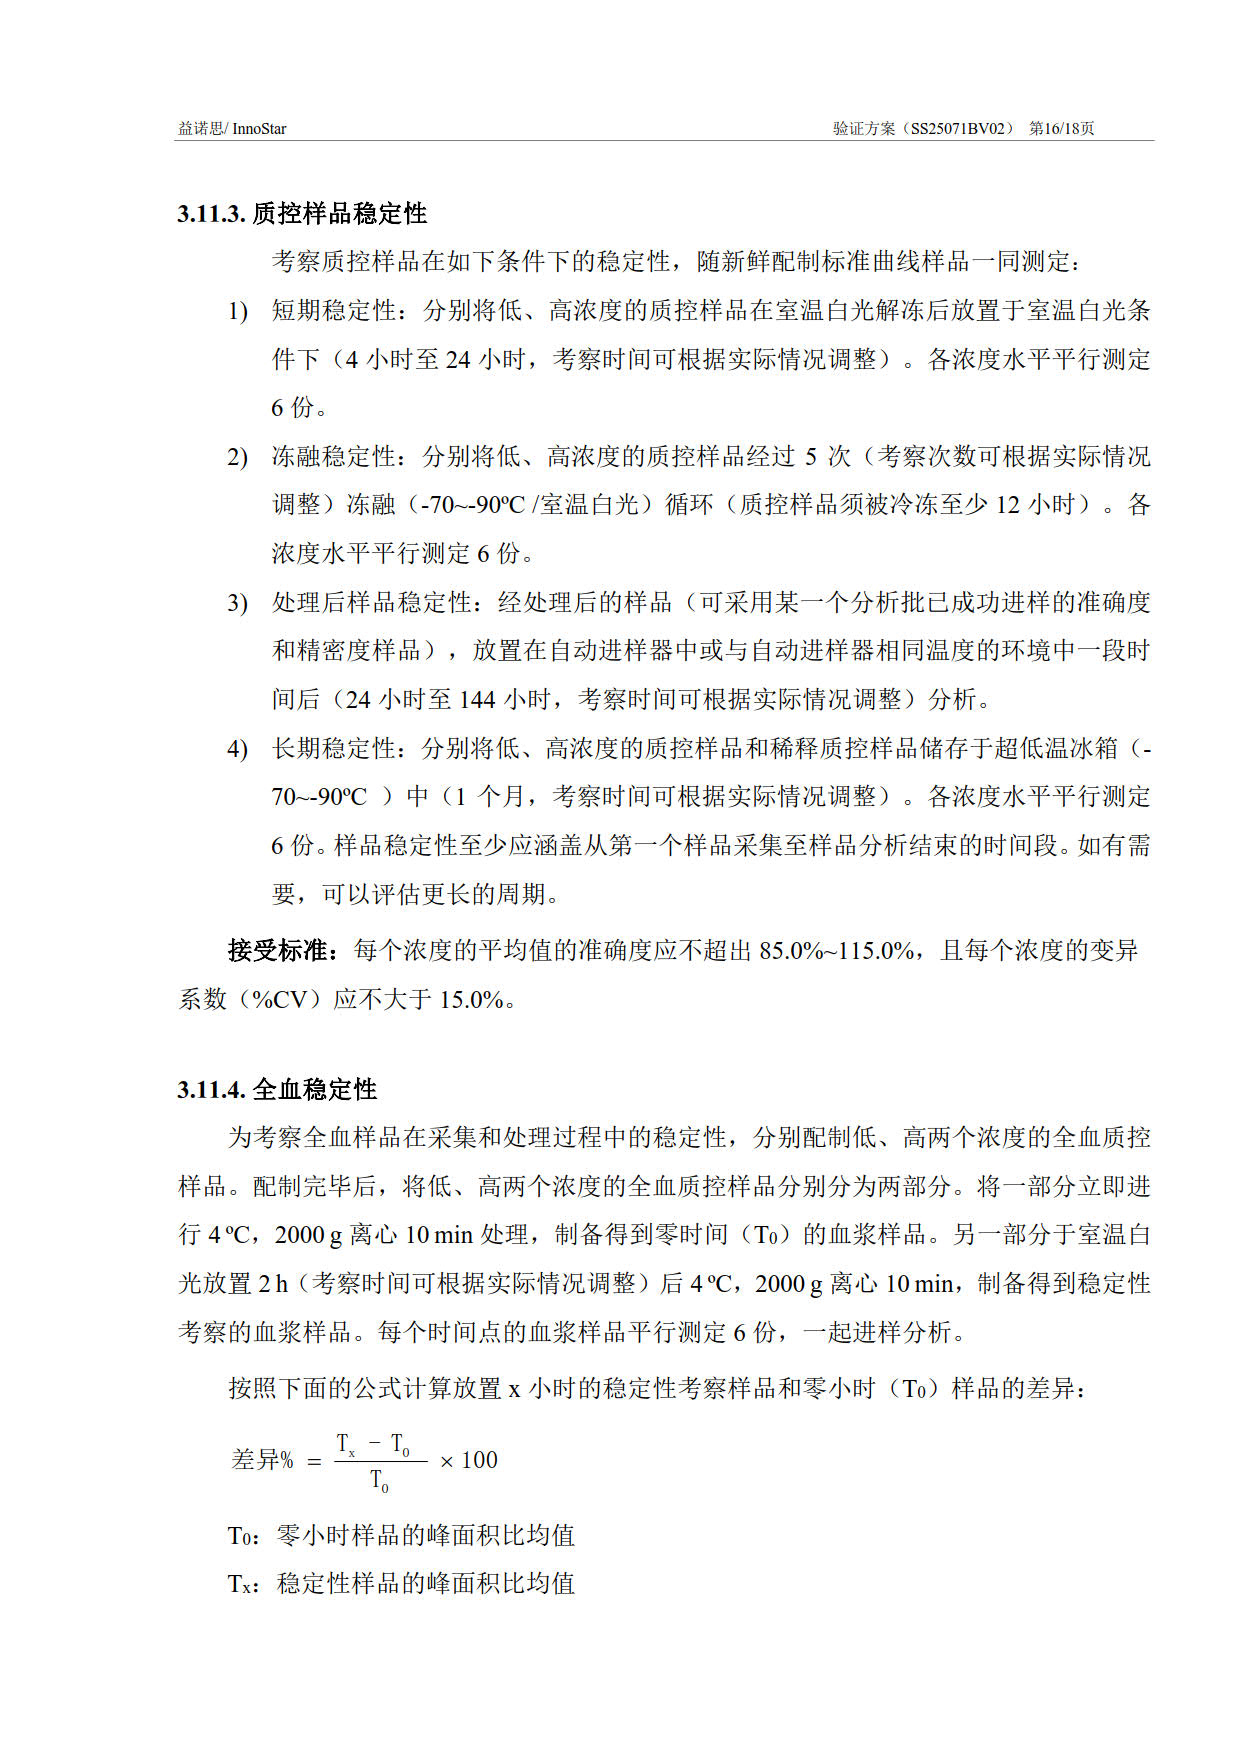 益诺思/ InnoStar 验证方案（SS25071BV02） 第16/18页
3.11.3. 质控样品稳定性
考察质控样品在如下条件下的稳定性，随新鲜配制标准曲线样品一同测定：
1) 短期稳定性：分别将低、高浓度的质控样品在室温白光解冻后放置于室温白光条
件下（4 小时至 24 小时，考察时间可根据实际情况调整）。各浓度水平平行测定
6 份。
2) 冻融稳定性：分别将低、高浓度的质控样品经过 5 次（考察次数可根据实际情况
调整）冻融（-70~-90ºC /室温白光）循环（质控样品须被冷冻至少 12 小时）。各
浓度水平平行测定 6 份。
3) 处理后样品稳定性：经处理后的样品（可采用某一个分析批已成功进样的准确度
和精密度样品），放置在自动进样器中或与自动进样器相同温度的环境中一段时
间后（24 小时至 144 小时，考察时间可根据实际情况调整）分析。
4) 长期稳定性：分别将低、高浓度的质控样品和稀释质控样品储存于超低温冰箱（-
70~-90ºC ）中（1 个月，考察时间可根据实际情况调整）。各浓度水平平行测定
6 份。样品稳定性至少应涵盖从第一个样品采集至样品分析结束的时间段。如有需
要，可以评估更长的周期。
接受标准：每个浓度的平均值的准确度应不超出 85.0%~115.0%，且每个浓度的变异
系数（%CV）应不大于 15.0%。
3.11.4. 全血稳定性
为考察全血样品在采集和处理过程中的稳定性，分别配制低、高两个浓度的全血质控
样品。配制完毕后，将低、高两个浓度的全血质控样品分别分为两部分。将一部分立即进
行 4 ºC，2000 g 离心 10 min 处理，制备得到零时间（T₀）的血浆样品。另一部分于室温白
光放置 2 h（考察时间可根据实际情况调整）后 4 ºC，2000 g 离心 10 min，制备得到稳定性
考察的血浆样品。每个时间点的血浆样品平行测定 6 份，一起进样分析。
按照下面的公式计算放置 x 小时的稳定性考察样品和零小时（T₀）样品的差异：
差异% = (Tₓ - T₀) / T₀ × 100
T₀：零小时样品的峰面积比均值
Tₓ：稳定性样品的峰面积比均值